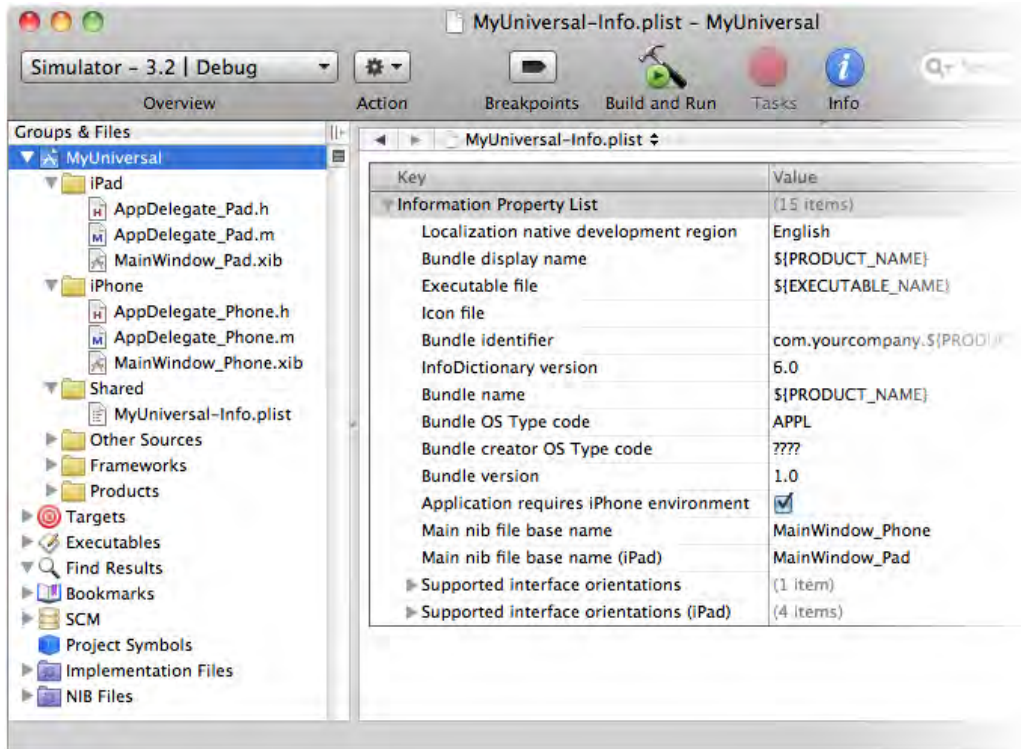 MyUniversal-Info.plist - MyUniversal
Simulator - 3.2 | Debug
Overview
Action
Breakpoints
Build and Run
Tasks
Info
Groups & Files
MyUniversal
iPad
AppDelegate_Pad.h
AppDelegate_Pad.m
MainWindow_Pad.xib
iPhone
AppDelegate_Phone.h
AppDelegate_Phone.m
MainWindow_Phone.xib
Shared
MyUniversal-Info.plist
Other Sources
Frameworks
Products
Targets
Executables
Find Results
Bookmarks
SCM
Project Symbols
Implementation Files
NIB Files
MyUniversal-Info.plist
Key Value
Information Property List (15 items)
Localization native development region English
Bundle display name ${PRODUCT_NAME}
Executable file ${EXECUTABLE_NAME}
Icon file
Bundle identifier com.yourcompany.${PRODU
InfoDictionary version 6.0
Bundle name ${PRODUCT_NAME}
Bundle OS Type code APPL
Bundle creator OS Type code ????
Bundle version 1.0
Application requires iPhone environment
Main nib file base name MainWindow_Phone
Main nib file base name (iPad) MainWindow_Pad
Supported interface orientations (1 item)
Supported interface orientations (iPad) (4 items)